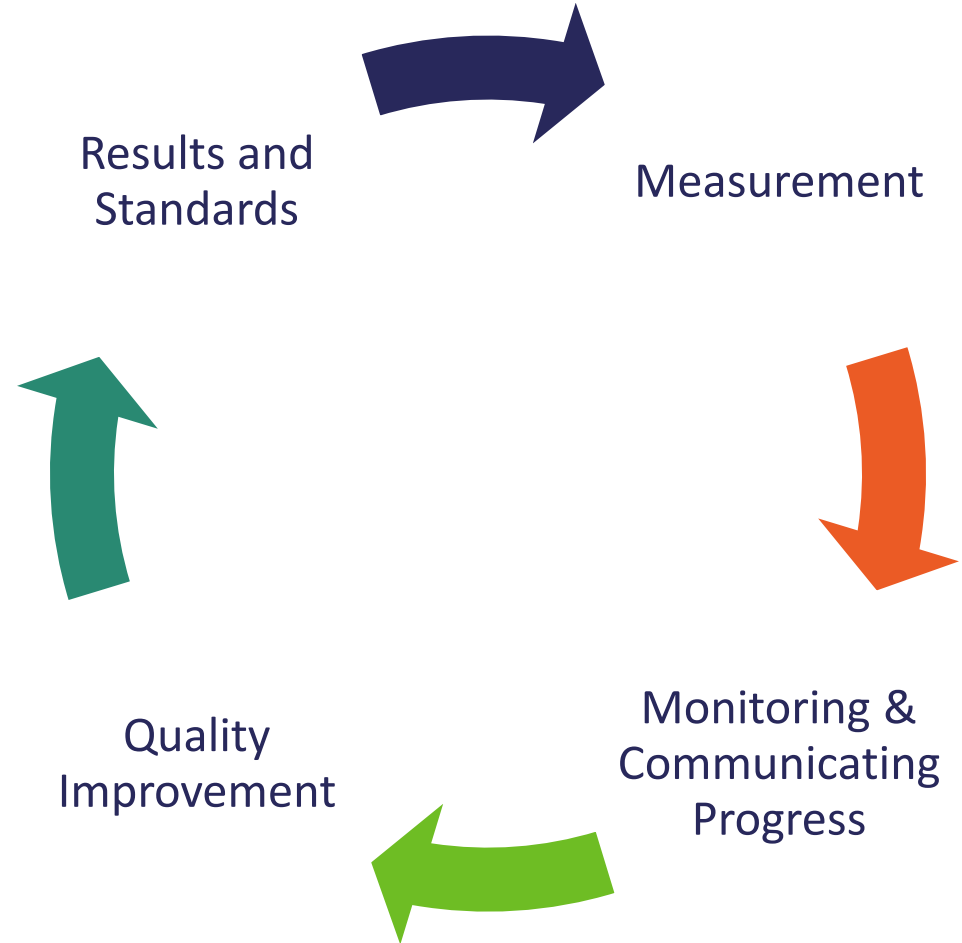 Results and
Standards
Measurement
Monitoring &
Communicating
Progress
Quality
Improvement